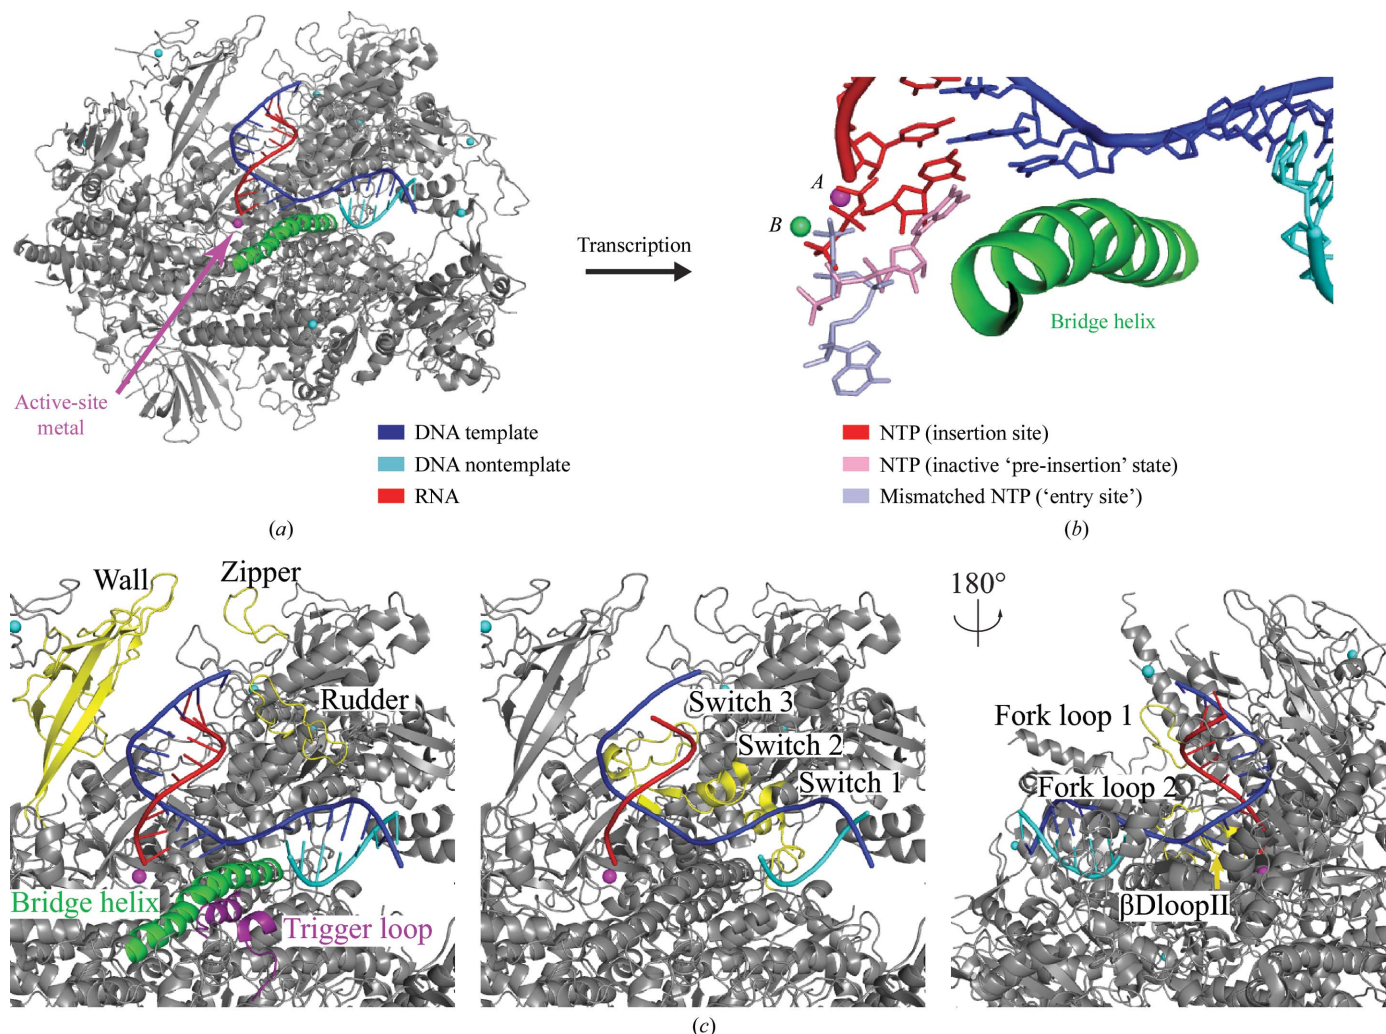 Active-site
metal
DNA template
DNA nontemplate
RNA
(a)
Transcription
A
B
Bridge helix
NTP (insertion site)
NTP (inactive ‘pre-insertion’ state)
Mismatched NTP (‘entry site’)
(b)
Wall
Zipper
Rudder
Bridge helix
Trigger loop
Switch 3
Switch 2
Switch 1
180°
Fork loop 1
Fork loop 2
βDloopII
(c)